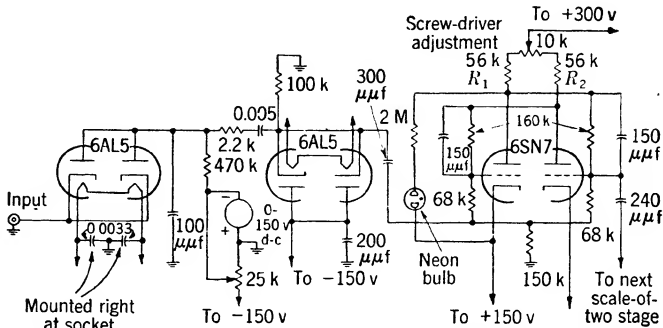 To +300 v
Screw-driver
adjustment
10 k
56 k
R1
56 k
R2
100 k
300
μμf
2 M
160 k
0.005
6AL5
2.2 k
6AL5
470 k
150
μμf
6SN7
150
μμf
Input
0.0033
100
μμf
−
+
0-
150 v
d-c
200
μμf
68 k
68 k
240
μμf
25 k
Neon
bulb
150 k
To −150 v
To −150 v
To +150 v
To next
scale-of-
two stage
Mounted right
at socket